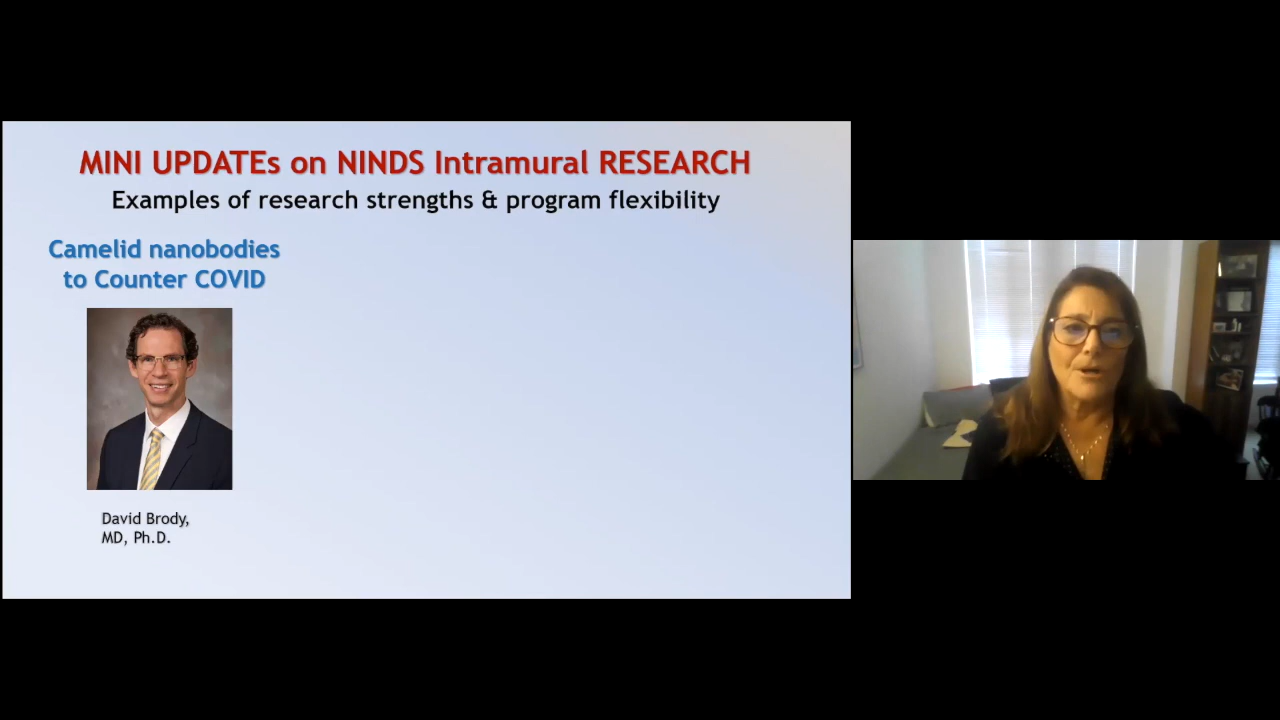 MINI UPDATEs on NINDS Intramural RESEARCH
Examples of research strengths & program flexibility
Camelid nanobodies
to Counter COVID
David Brody,
MD, Ph.D.